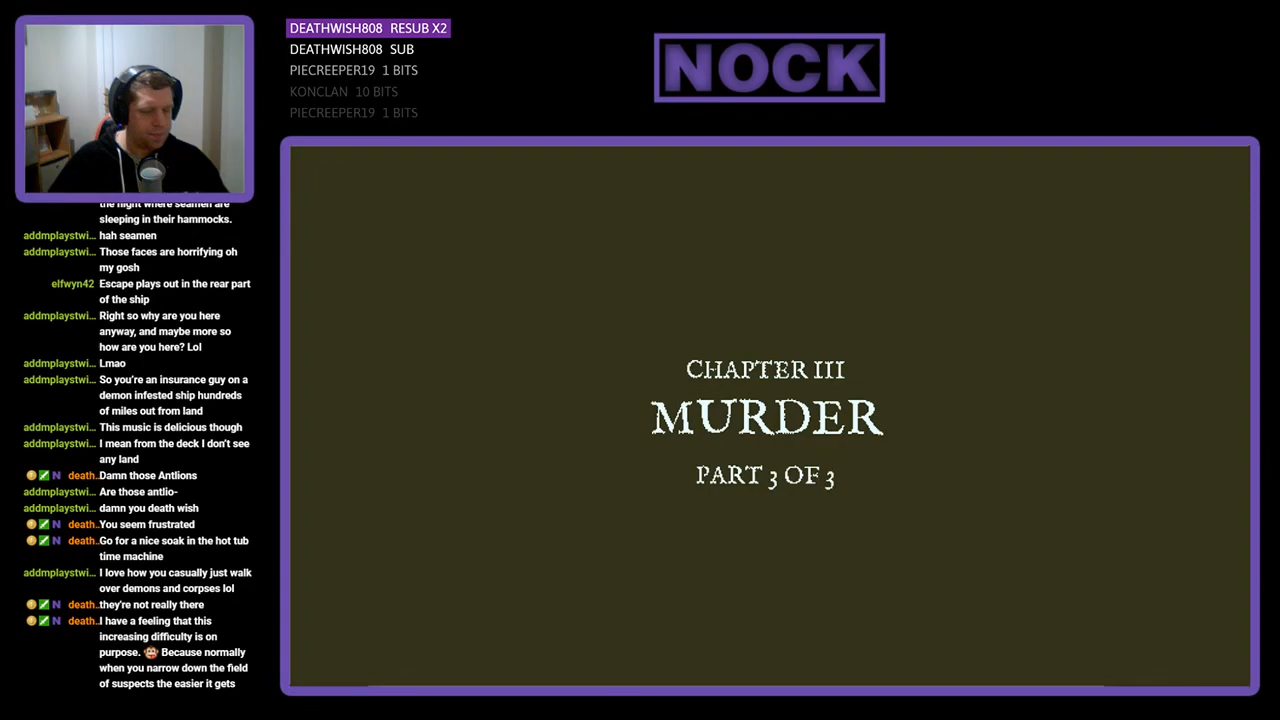 DEATHWISH808 RESUB X2
DEATHWISH808 SUB
PIECREEPER19 1 BITS
KONCLAN 10 BITS
PIECREEPER19 1 BITS
NOCK
the night where seamen are
sleeping in their hammocks.
addmplaystwi... hah seamen
addmplaystwi... Those faces are horrifying oh
my gosh
elfwyn42 Escape plays out in the rear part
of the ship
addmplaystwi... Right so why are you here
anyway, and maybe more so
how are you here? Lol
addmplaystwi... Lmao
addmplaystwi... So you're an insurance guy on a
demon infested ship hundreds
of miles out from land
addmplaystwi... This music is delicious though
addmplaystwi... I mean from the deck I don't see
any land
N death... Damn those Antlions
addmplaystwi... Are those antlio-
addmplaystwi... damn you death wish
N death... You seem frustrated
N death... Go for a nice soak in the hot tub
time machine
addmplaystwi... I love how you casually just walk
over demons and corpses lol
N death... they're not really there
N death... I have a feeling that this
increasing difficulty is on
purpose. Because normally
when you narrow down the field
of suspects the easier it gets
CHAPTER III
MURDER
PART 3 OF 3